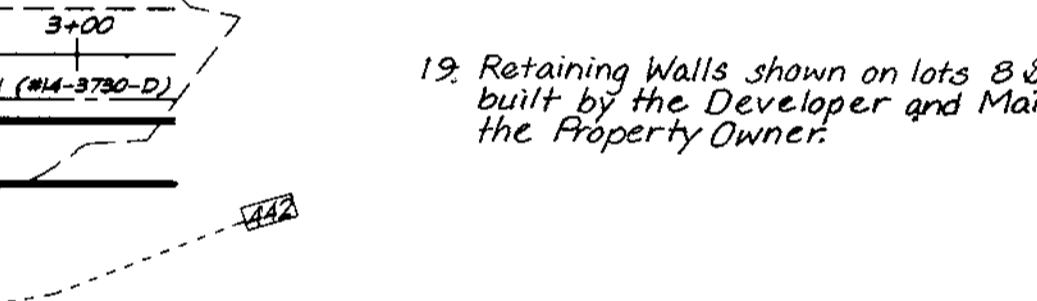 3+00
(#14-3730-D)
19. Retaining Walls shown on lots 8 &
built by the Developer and Mai
the Property Owner.
442